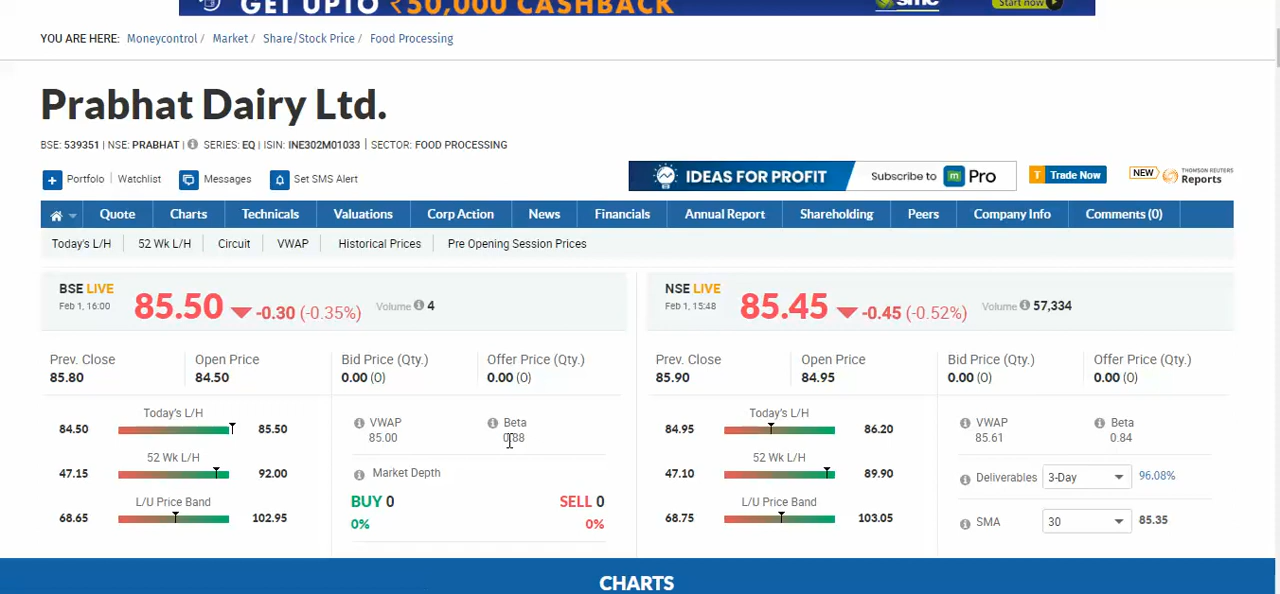 GET UPTO ₹50,000 CASHBACK smc Start now
YOU ARE HERE: Moneycontrol / Market / Share/Stock Price / Food Processing
Prabhat Dairy Ltd.
BSE: 539351 | NSE: PRABHAT | SERIES: EQ | ISIN: INE302M01033 | SECTOR: FOOD PROCESSING
+ Portfolo | Watchlist Messages Set SMS Alert IDEAS FOR PROFIT Subscribe to m Pro T Trade Now NEW THOMSON REUTERS Reports
Quote Charts Technicals Valuations Corp Action News Financials Annual Report Shareholding Peers Company Info Comments (0)
Today's L/H 52 Wk L/H Circuit VWAP Historical Prices Pre Opening Session Prices
BSE LIVE
Feb 1, 16:00
85.50 -0.30 (-0.35%) Volume 4
NSE LIVE
Feb 1, 15:48
85.45 -0.45 (-0.52%) Volume 57,334
Prev. Close Open Price Bid Price (Qty.) Offer Price (Qty.)
85.80 84.50 0.00 (0) 0.00 (0)
Prev. Close Open Price Bid Price (Qty.) Offer Price (Qty.)
85.90 84.95 0.00 (0) 0.00 (0)
Today's L/H
84.50 85.50
52 Wk L/H
47.15 92.00
L/U Price Band
68.65 102.95
VWAP Beta
85.00 0.88
Market Depth
BUY 0 SELL 0
0% 0%
Today's L/H
84.95 86.20
52 Wk L/H
47.10 89.90
L/U Price Band
68.75 103.05
VWAP Beta
85.61 0.84
Deliverables 3-Day 96.08%
SMA 30 85.35
CHARTS